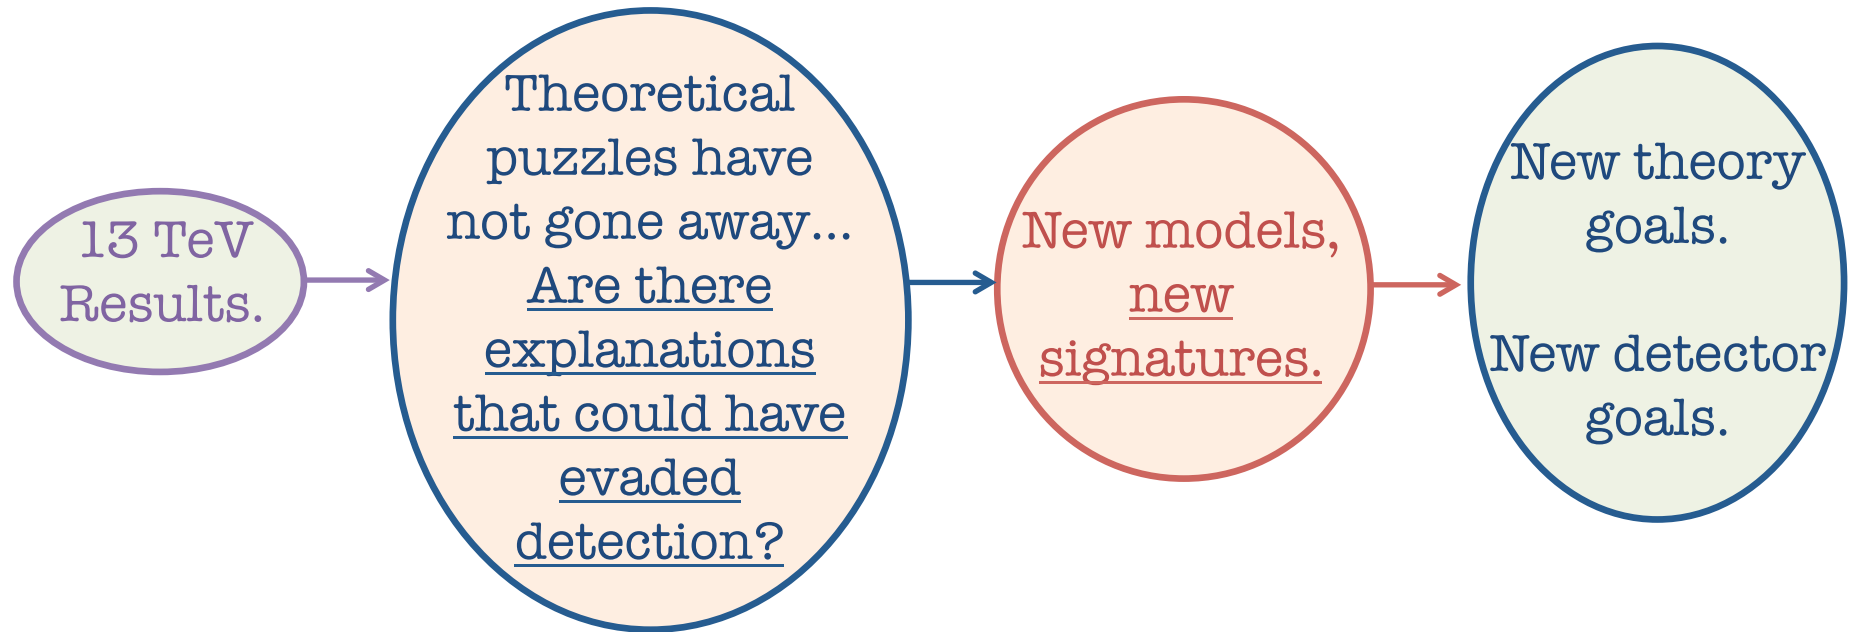 13 TeV
Results.
Theoretical
puzzles have
not gone away...
Are there
explanations
that could have
evaded
detection?
New models,
new
signatures.
New theory
goals.
New detector
goals.